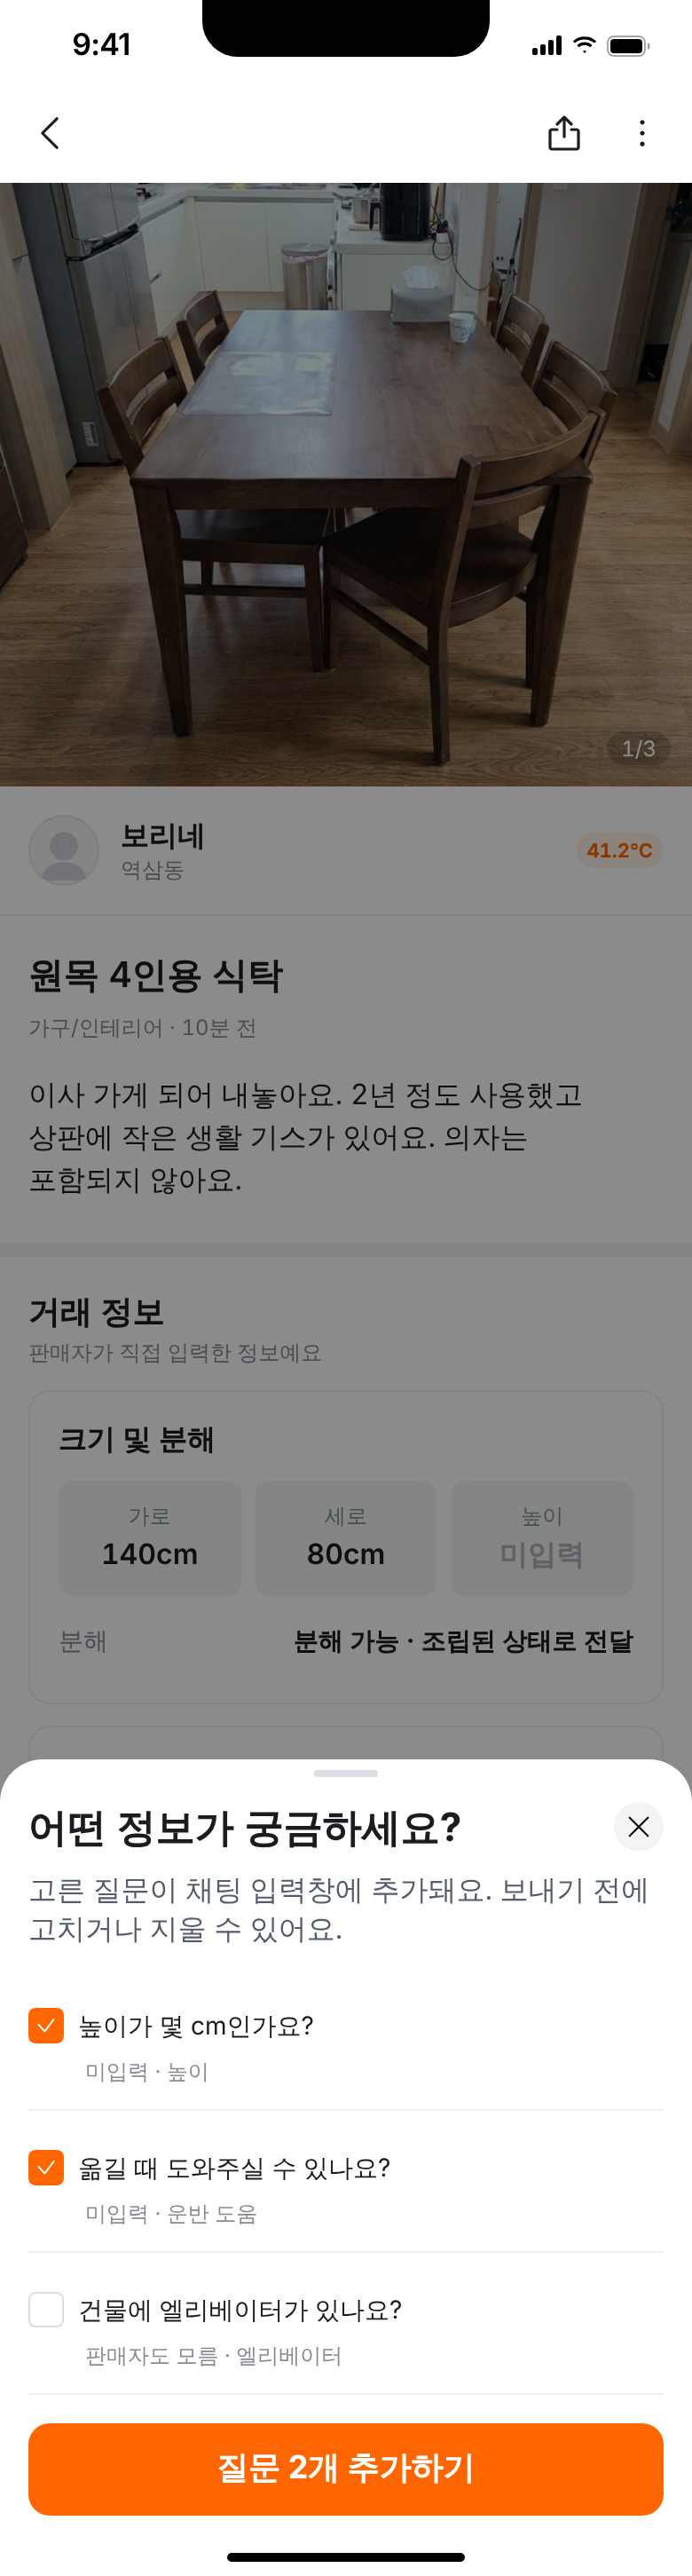 9:41
1/3
보리네
역삼동
41.2°C
원목 4인용 식탁
가구/인테리어 · 10분 전
이사 가게 되어 내놓아요. 2년 정도 사용했고
상판에 작은 생활 기스가 있어요. 의자는
포함되지 않아요.
거래 정보
판매자가 직접 입력한 정보예요
크기 및 분해
가로
140cm
세로
80cm
높이
미입력
분해
분해 가능 · 조립된 상태로 전달
어떤 정보가 궁금하세요?
고른 질문이 채팅 입력창에 추가돼요. 보내기 전에
고치거나 지울 수 있어요.
높이가 몇 cm인가요?
미입력 · 높이
옮길 때 도와주실 수 있나요?
미입력 · 운반 도움
건물에 엘리베이터가 있나요?
판매자도 모름 · 엘리베이터
질문 2개 추가하기